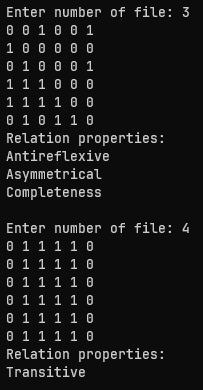 Enter number of file: 3
0 0 1 0 0 1
1 0 0 0 0 0
0 1 0 0 0 1
1 1 1 0 0 0
1 1 1 1 0 0
0 1 0 1 1 0
Relation properties:
Antireflexive
Asymmetrical
Completeness
Enter number of file: 4
0 1 1 1 1 0
0 1 1 1 1 0
0 1 1 1 1 0
0 1 1 1 1 0
0 1 1 1 1 0
0 1 1 1 1 0
Relation properties:
Transitive